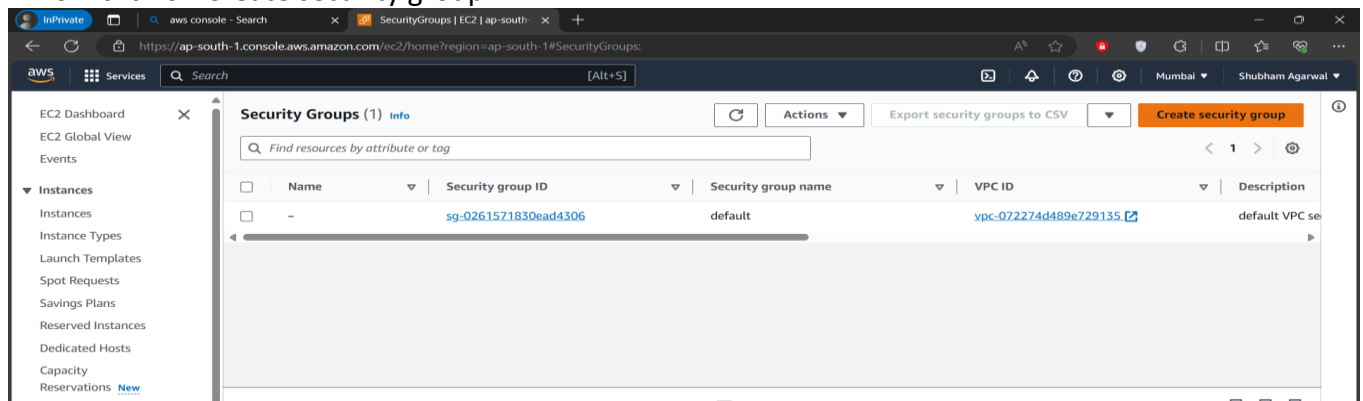 InPrivate aws console - Search SecurityGroups | EC2 | ap-south-
https://ap-south-1.console.aws.amazon.com/ec2/home?region=ap-south-1#SecurityGroups:
aws Services Search [Alt+S] Mumbai Shubham Agarwal
EC2 Dashboard
EC2 Global View
Events
Instances
Instances
Instance Types
Launch Templates
Spot Requests
Savings Plans
Reserved Instances
Dedicated Hosts
Capacity
Reservations New
Security Groups (1) Info Actions Export security groups to CSV Create security group
Find resources by attribute or tag 1
Name Security group ID Security group name VPC ID Description
– sg-0261571830ead4306 default vpc-072274d489e729135 default VPC se